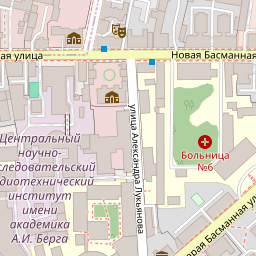 ая улица
Новая Басманная
улица Александра Лукьянова
Больница
№6
Центральный
научно-
следовательский
диотехнический
институт
имени
академика
А.И. Берга
арая Басманная ул